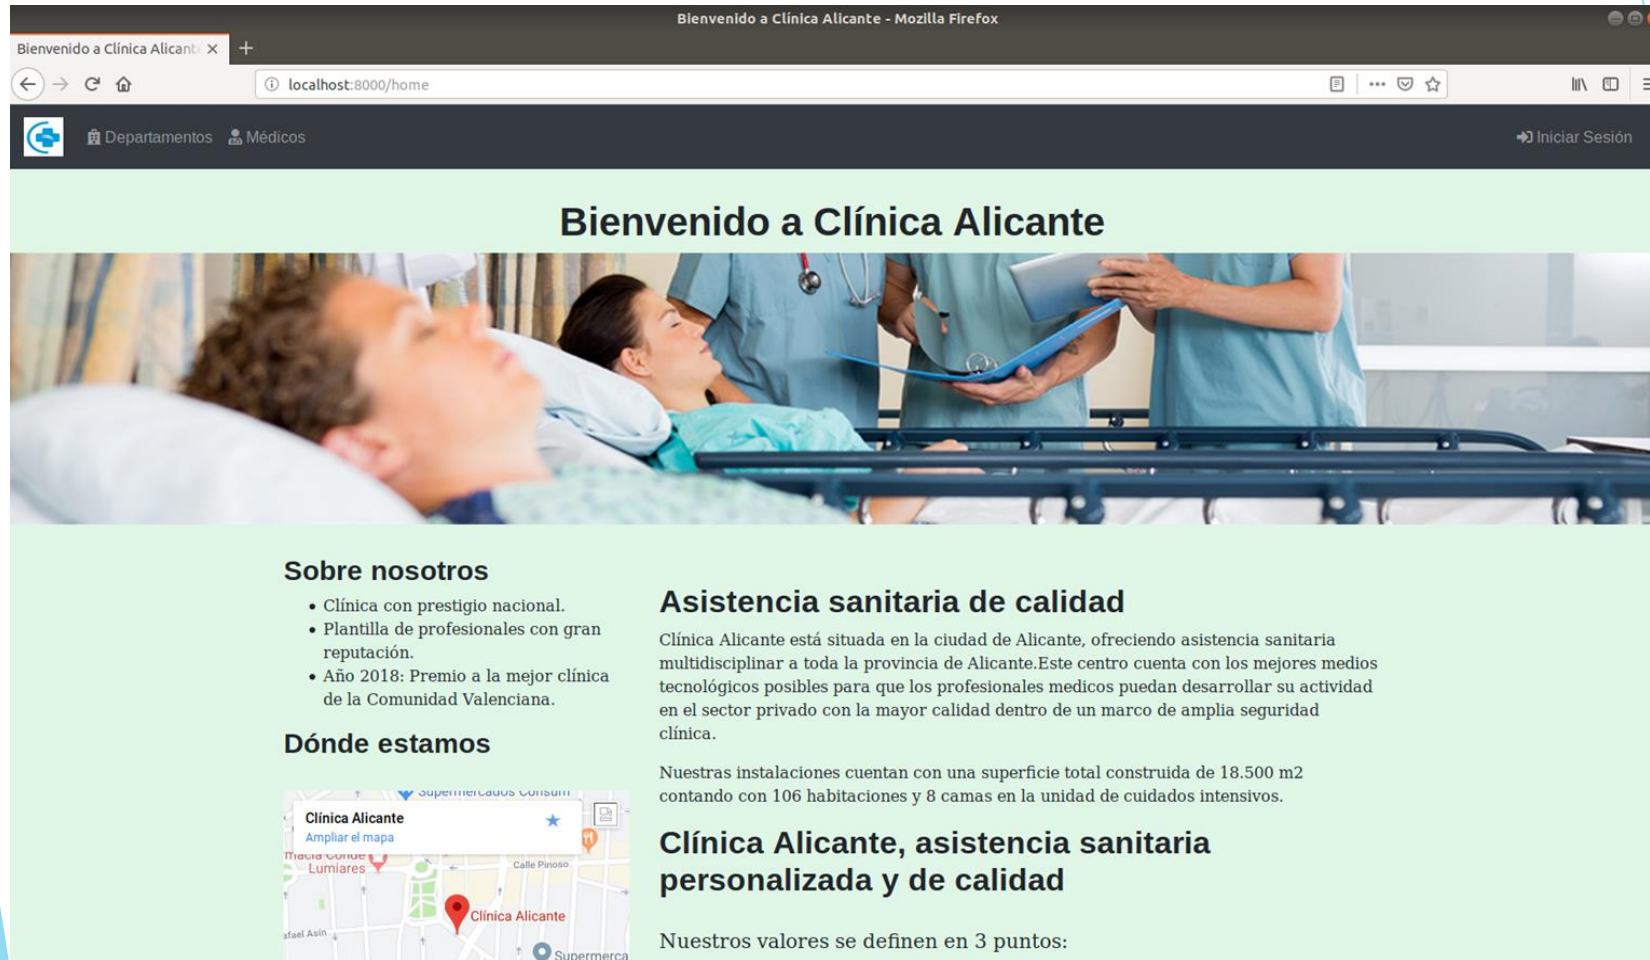 Bienvenido a Clínica Alicante - Mozilla Firefox
Bienvenido a Clínica Alicante
localhost:8000/home
Departamentos Médicos Iniciar Sesión
Bienvenido a Clínica Alicante
Sobre nosotros
• Clínica con prestigio nacional.
• Plantilla de profesionales con gran
reputación.
• Año 2018: Premio a la mejor clínica
de la Comunidad Valenciana.
Dónde estamos
Supermercados Consum
Clínica Alicante
Ampliar el mapa
Conde
Lumiares
Calle Pinoso
Clínica Alicante
afael Asín
Supermerca
Asistencia sanitaria de calidad
Clínica Alicante está situada en la ciudad de Alicante, ofreciendo asistencia sanitaria
multidisciplinar a toda la provincia de Alicante.Este centro cuenta con los mejores medios
tecnológicos posibles para que los profesionales medicos puedan desarrollar su actividad
en el sector privado con la mayor calidad dentro de un marco de amplia seguridad
clínica.
Nuestras instalaciones cuentan con una superficie total construida de 18.500 m2
contando con 106 habitaciones y 8 camas en la unidad de cuidados intensivos.
Clínica Alicante, asistencia sanitaria
personalizada y de calidad
Nuestros valores se definen en 3 puntos: